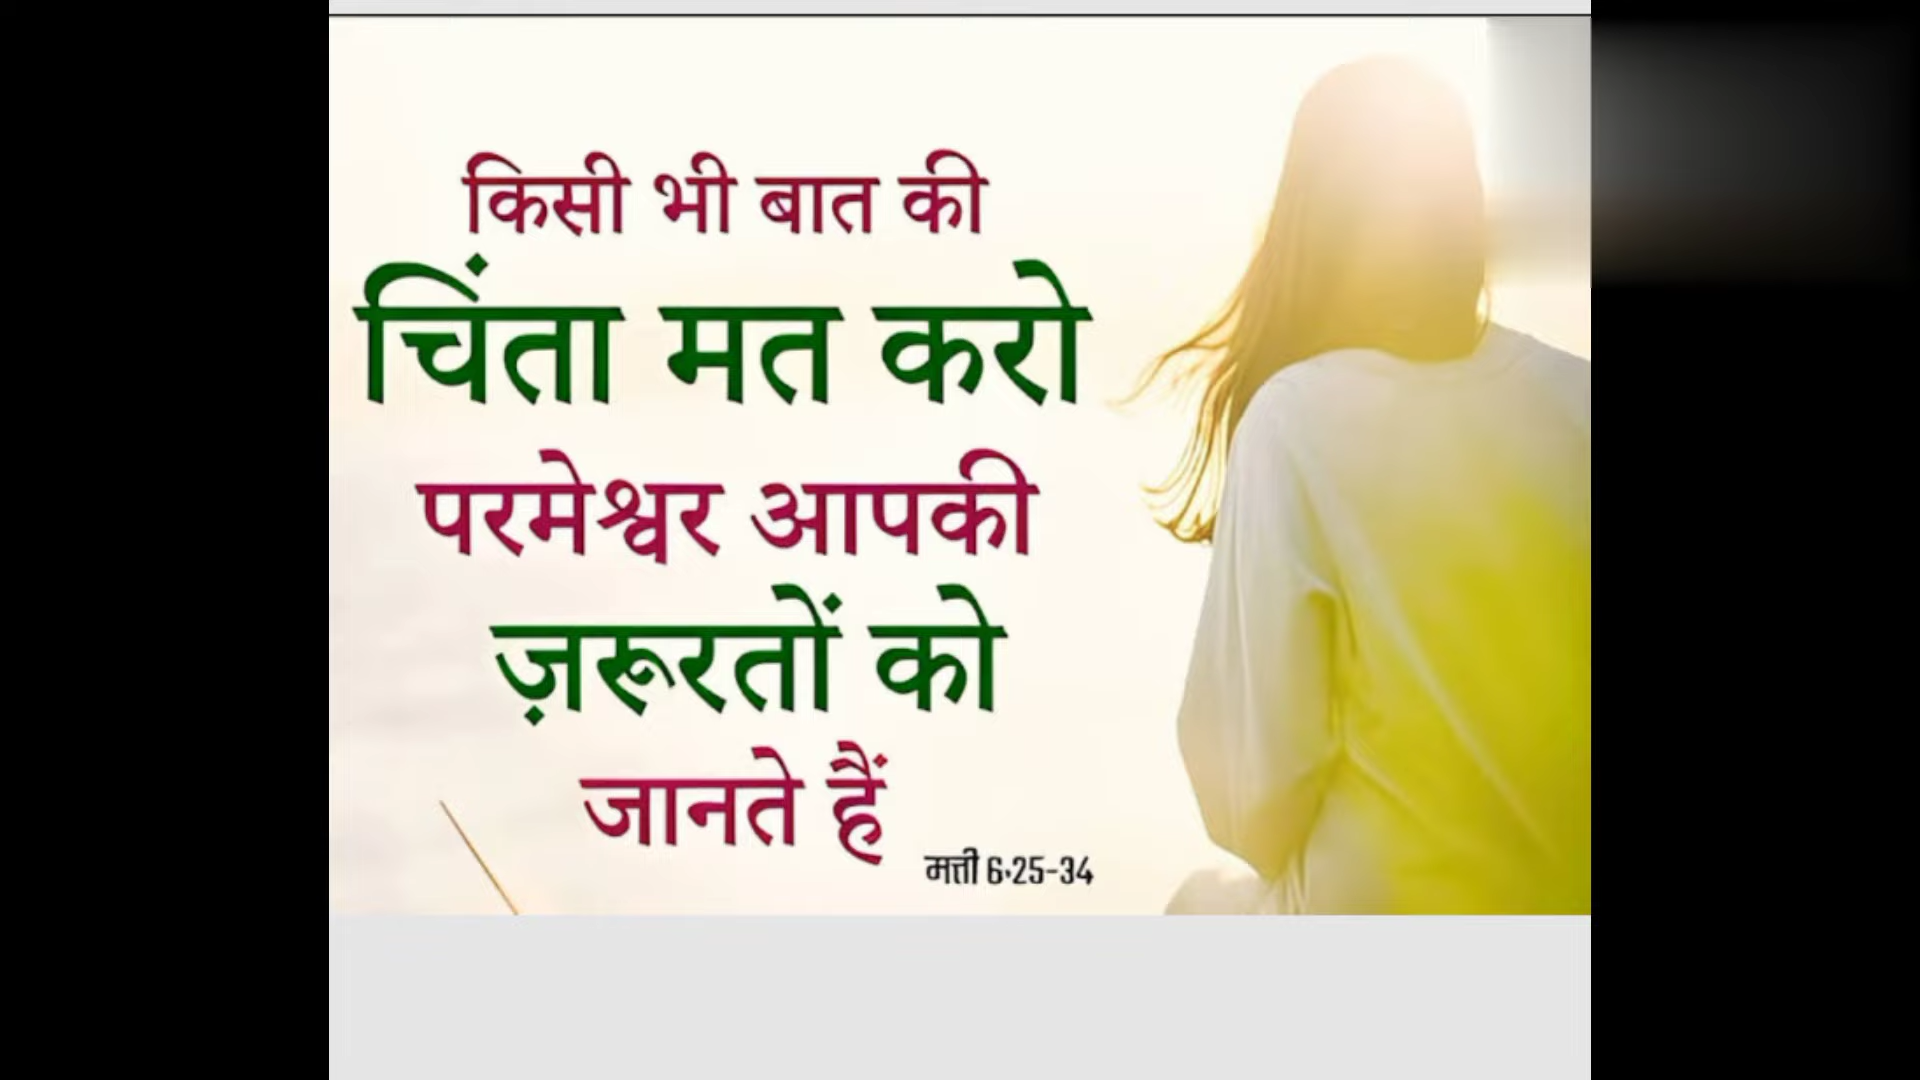 किसी भी बात की
चिंता मत करो
परमेश्वर आपकी
ज़रूरतों को
जानते हैं
मत्ती 6:25-34